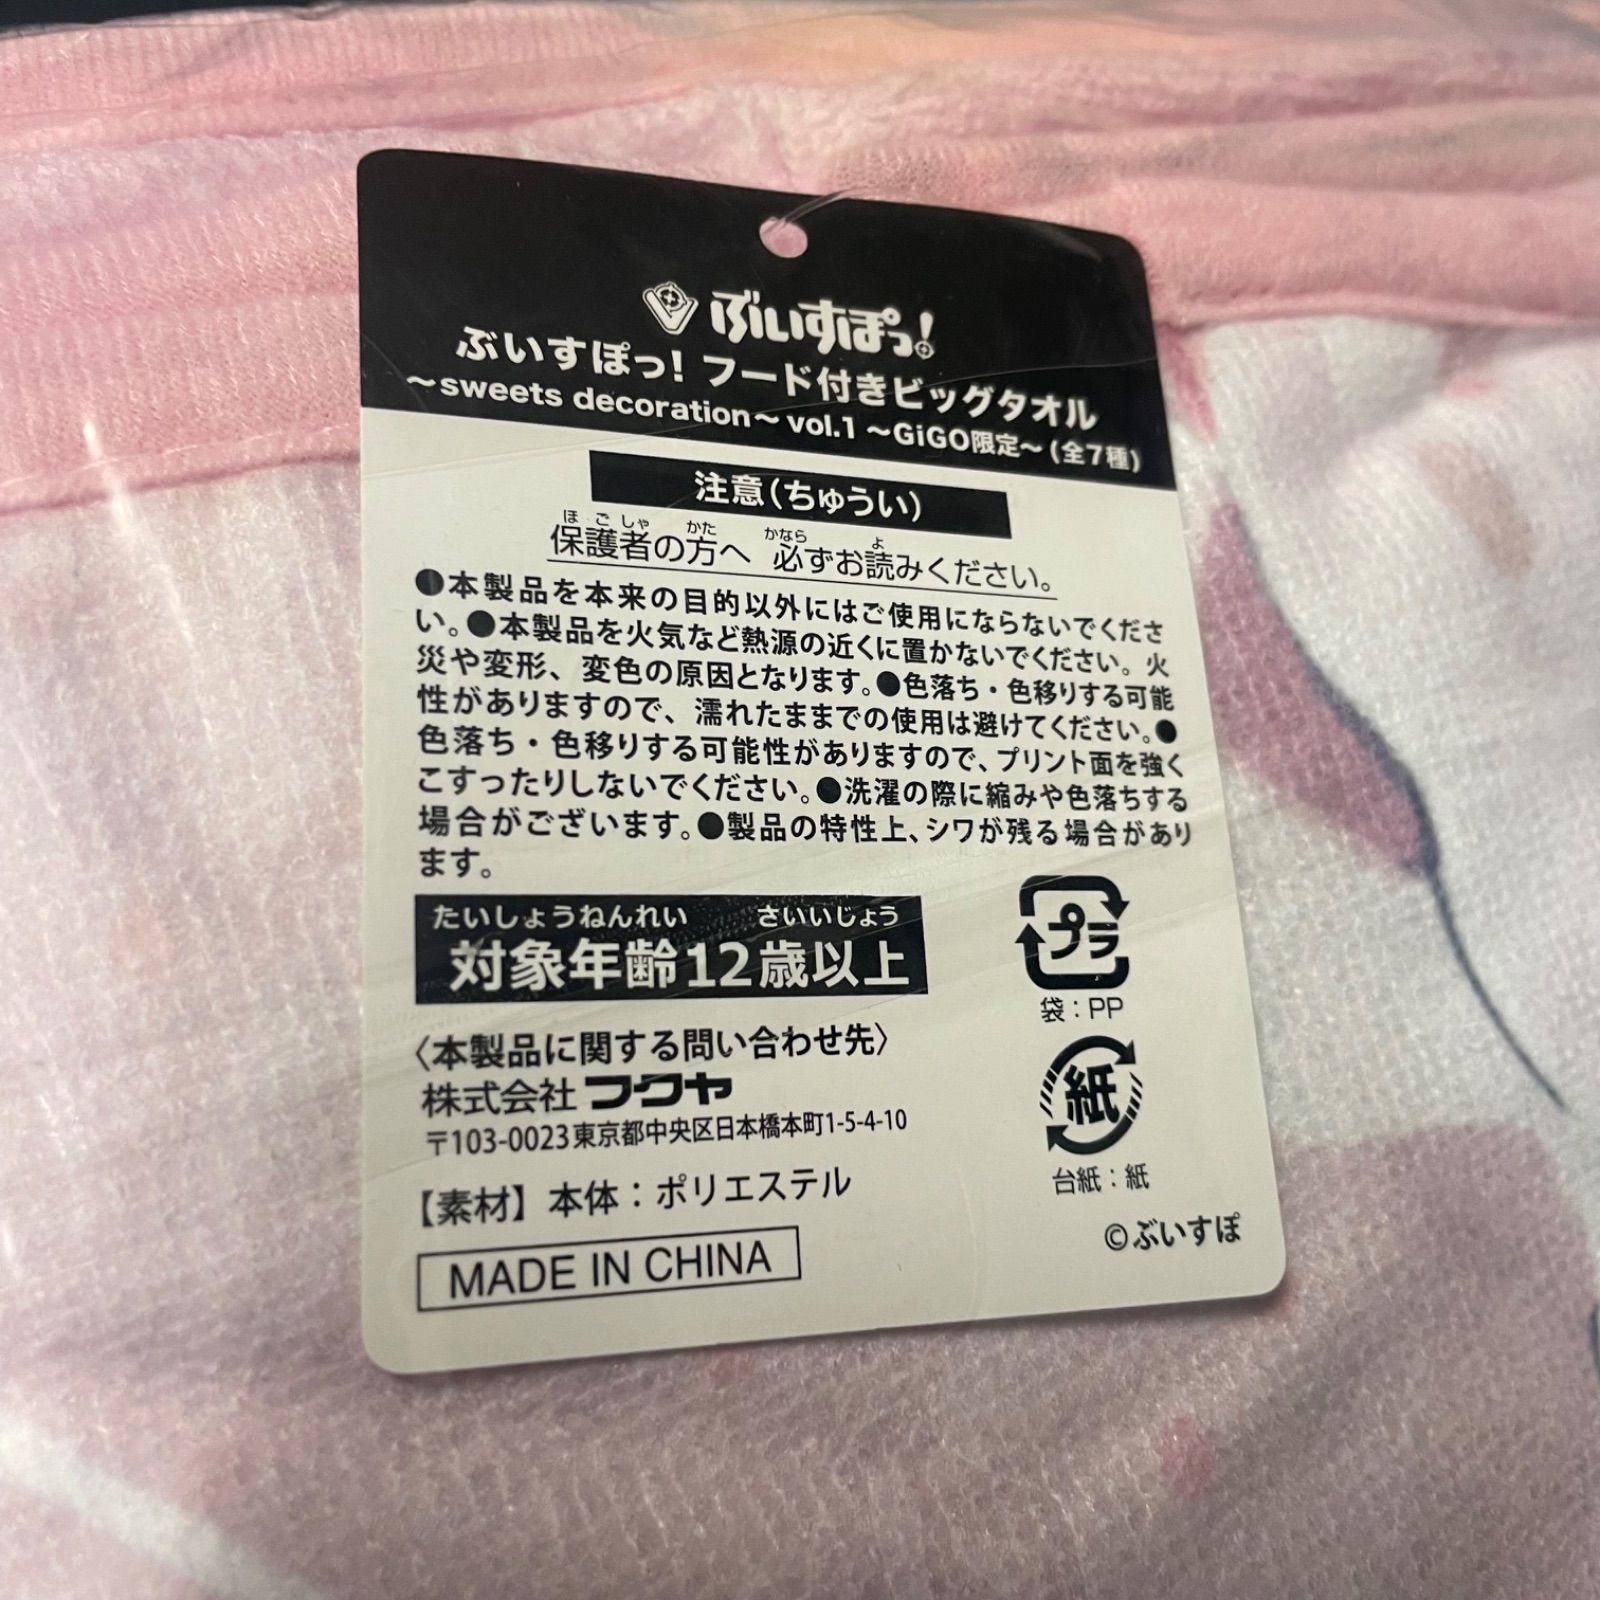 ぶいすぽっ!
ぶいすぽっ! フード付きビッグタオル
～sweets decoration～ vol.1 ～GiGO限定～(全7種)
注意(ちゅうい)
ほごしゃ かた かなら よ
保護者の方へ 必ずお読みください。
●本製品を本来の目的以外にはご使用にならないでくださ
い。●本製品を火気など熱源の近くに置かないでください。火
災や変形、変色の原因となります。●色落ち・色移りする可能
性がありますので、濡れたままでの使用は避けてください。●
色落ち・色移りする可能性がありますので、プリント面を強く
こすったりしないでください。●洗濯の際に縮みや色落ちする
場合がございます。●製品の特性上、シワが残る場合があり
ます。
たいしょうねんれい さいいじょう
対象年齢12歳以上
プラ
袋：PP
〈本製品に関する問い合わせ先〉
株式会社フクヤ
〒103-0023東京都中央区日本橋本町1-5-4-10
紙
台紙：紙
【素材】本体：ポリエステル
©ぶいすぽ
MADE IN CHINA